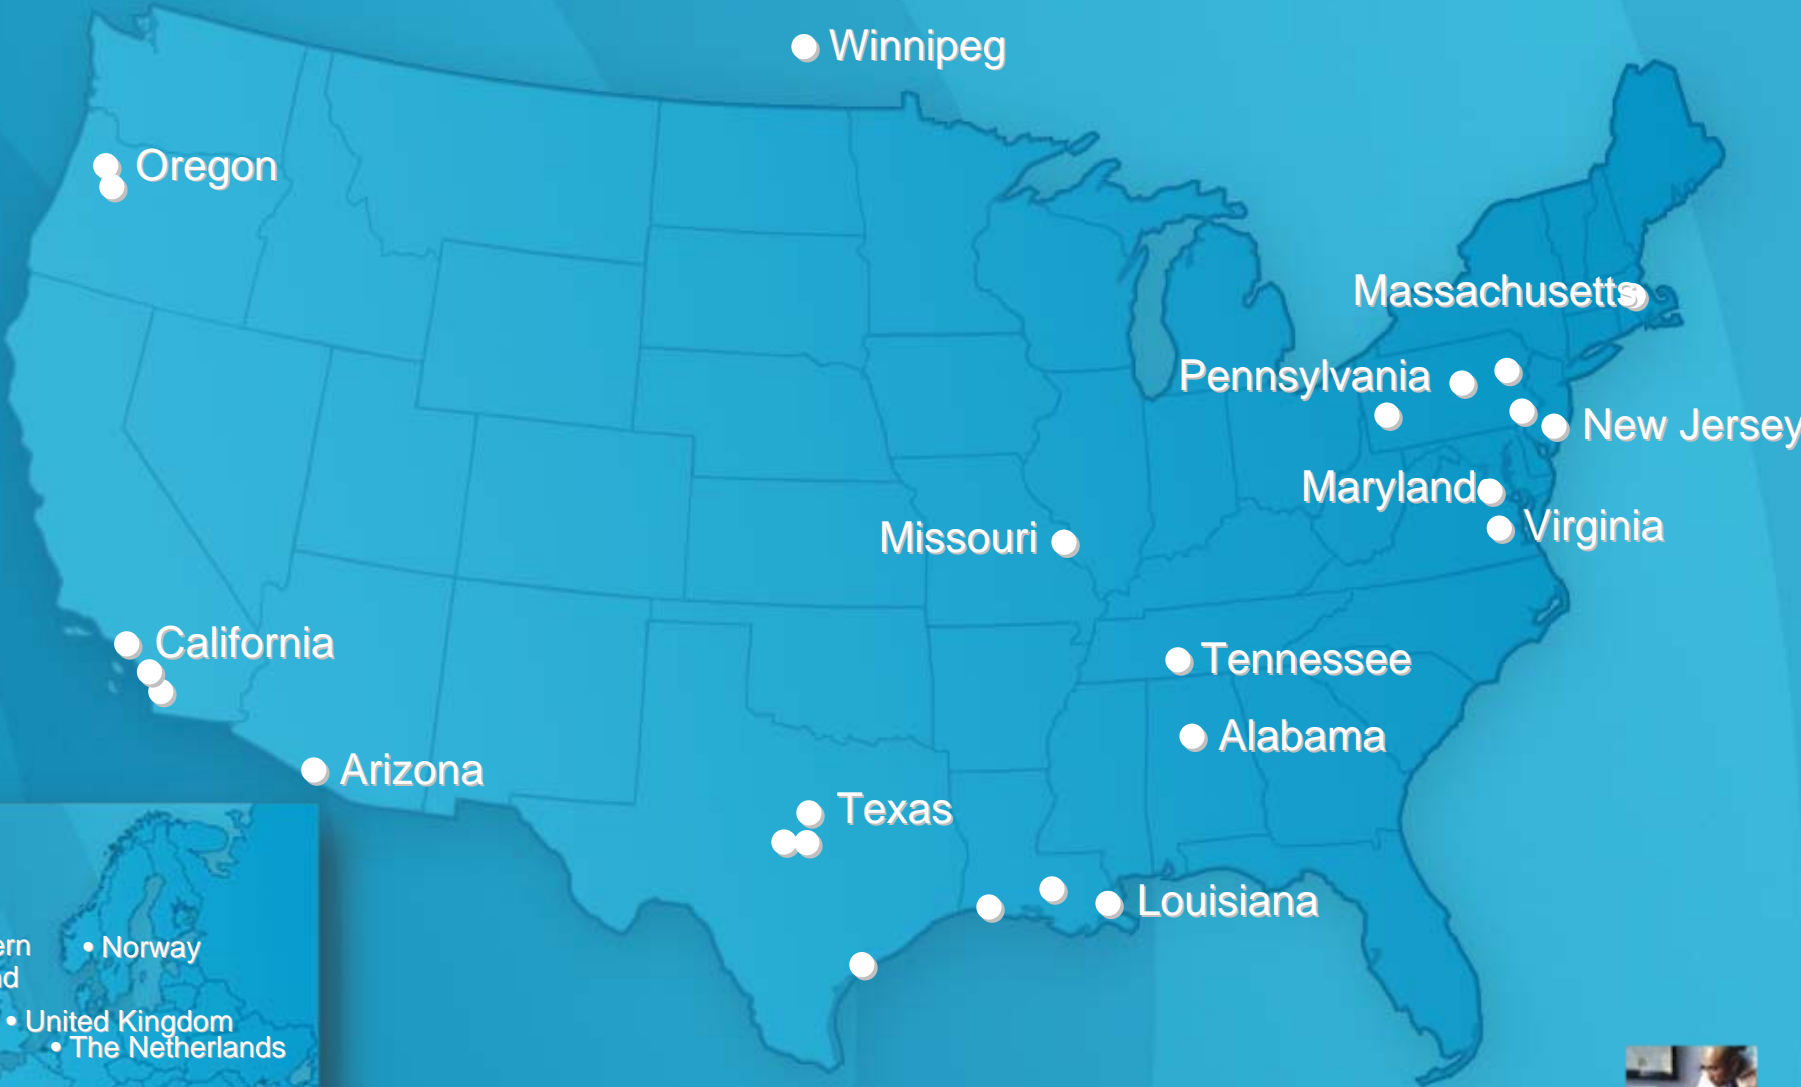 Winnipeg
Oregon
Massachusetts
Pennsylvania
New Jersey
Maryland
Virginia
Missouri
California
Tennessee
Alabama
Arizona
Texas
Louisiana
• Norway
• United Kingdom
• The Netherlands